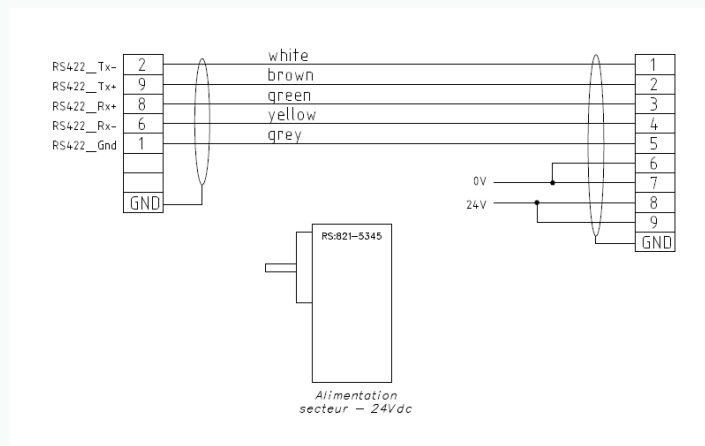 RS422_Tx- 2 white 1
RS422_Tx+ 9 brown 2
RS422_Rx+ 8 green 3
RS422_Rx- 6 yellow 4
RS422_Gnd 1 grey 5
6
0V 7
24V 8
9
GND
GND
RS:821-5345
Alimentation
secteur - 24Vdc